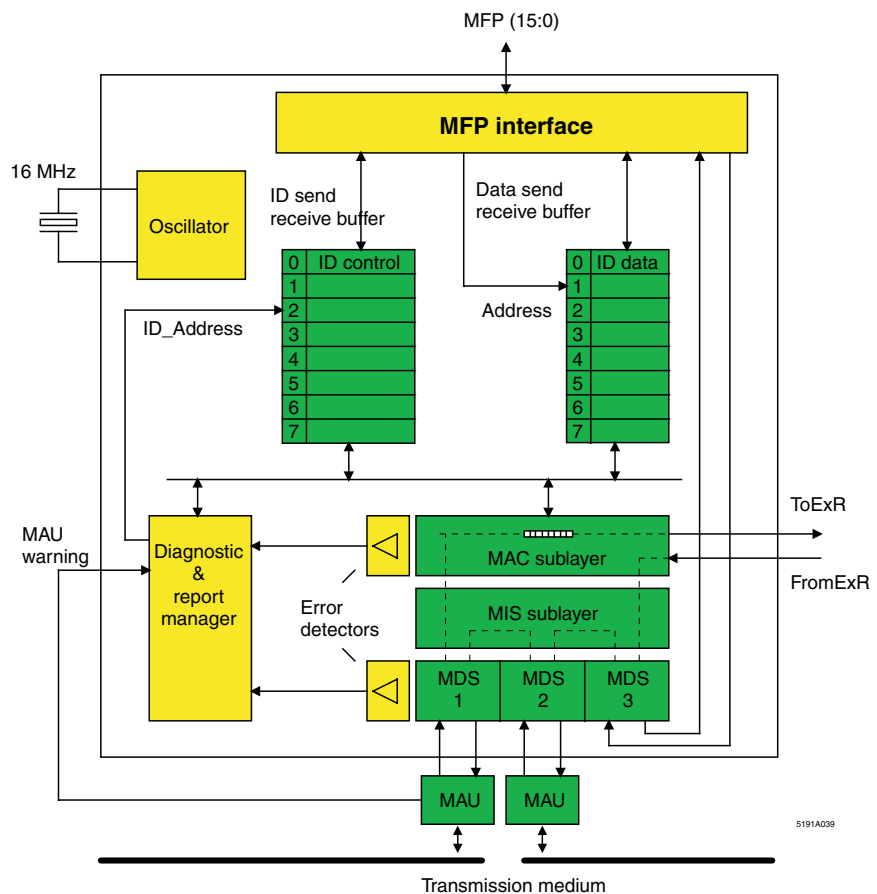 MFP (15:0)
MFP interface
16 MHz
Oscillator
ID send
receive buffer
Data send
receive buffer
0 ID control
1
2
3
4
5
6
7
0 ID data
1
2
3
4
5
6
7
ID_Address
Address
MAU
warning
Diagnostic
&
report
manager
Error
detectors
MAC sublayer
MIS sublayer
MDS
1
MDS
2
MDS
3
ToExR
FromExR
MAU
MAU
5191A039
Transmission medium